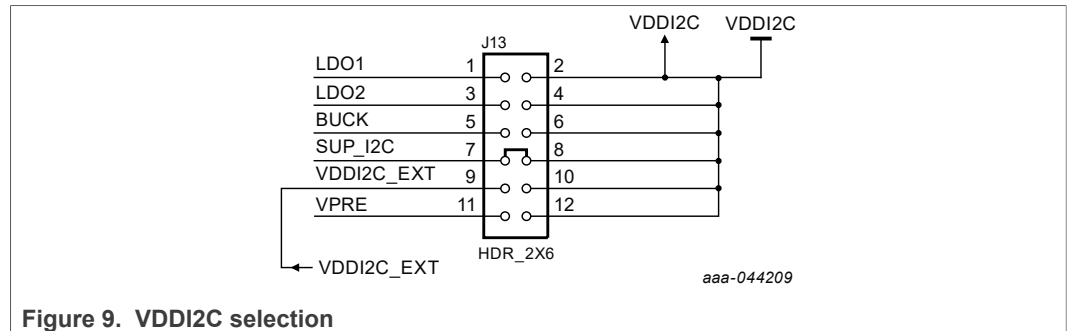 VDDI2C VDDI2C
J13
LDO1 1 2
LDO2 3 4
BUCK 5 6
SUP_I2C 7 8
VDDI2C_EXT 9 10
VPRE 11 12
HDR_2X6
VDDI2C_EXT
aaa-044209
Figure 9. VDDI2C selection